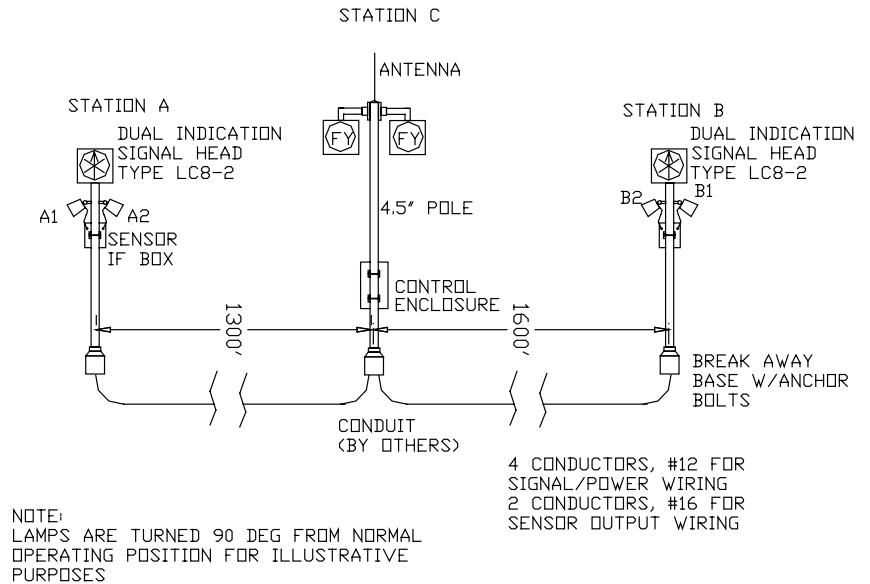 STATION C
ANTENNA
STATION A
DUAL INDICATION
SIGNAL HEAD
TYPE LC8-2
FY
FY
STATION B
DUAL INDICATION
SIGNAL HEAD
TYPE LC8-2
A1
A2
4.5" POLE
B2
B1
SENSOR
IF BOX
CONTROL
ENCLOSURE
1300'
1600'
BREAK AWAY
BASE W/ANCHOR
BOLTS
CONDUIT
(BY OTHERS)
4 CONDUCTORS, #12 FOR
SIGNAL/POWER WIRING
2 CONDUCTORS, #16 FOR
SENSOR OUTPUT WIRING
NOTE:
LAMPS ARE TURNED 90 DEG FROM NORMAL
OPERATING POSITION FOR ILLUSTRATIVE
PURPOSES